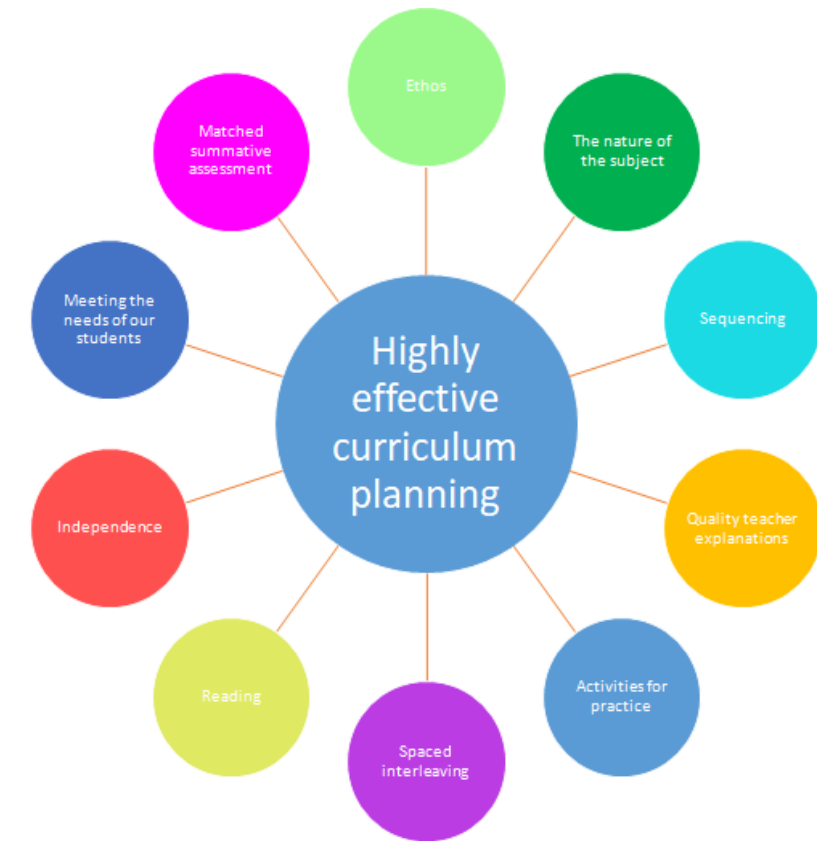 Highly
effective
curriculum
planning
Ethos
The nature of
the subject
Sequencing
Quality teacher
explanations
Activities for
practice
Spaced
interleaving
Reading
Independence
Meeting the
needs of our
students
Matched
summative
assessment